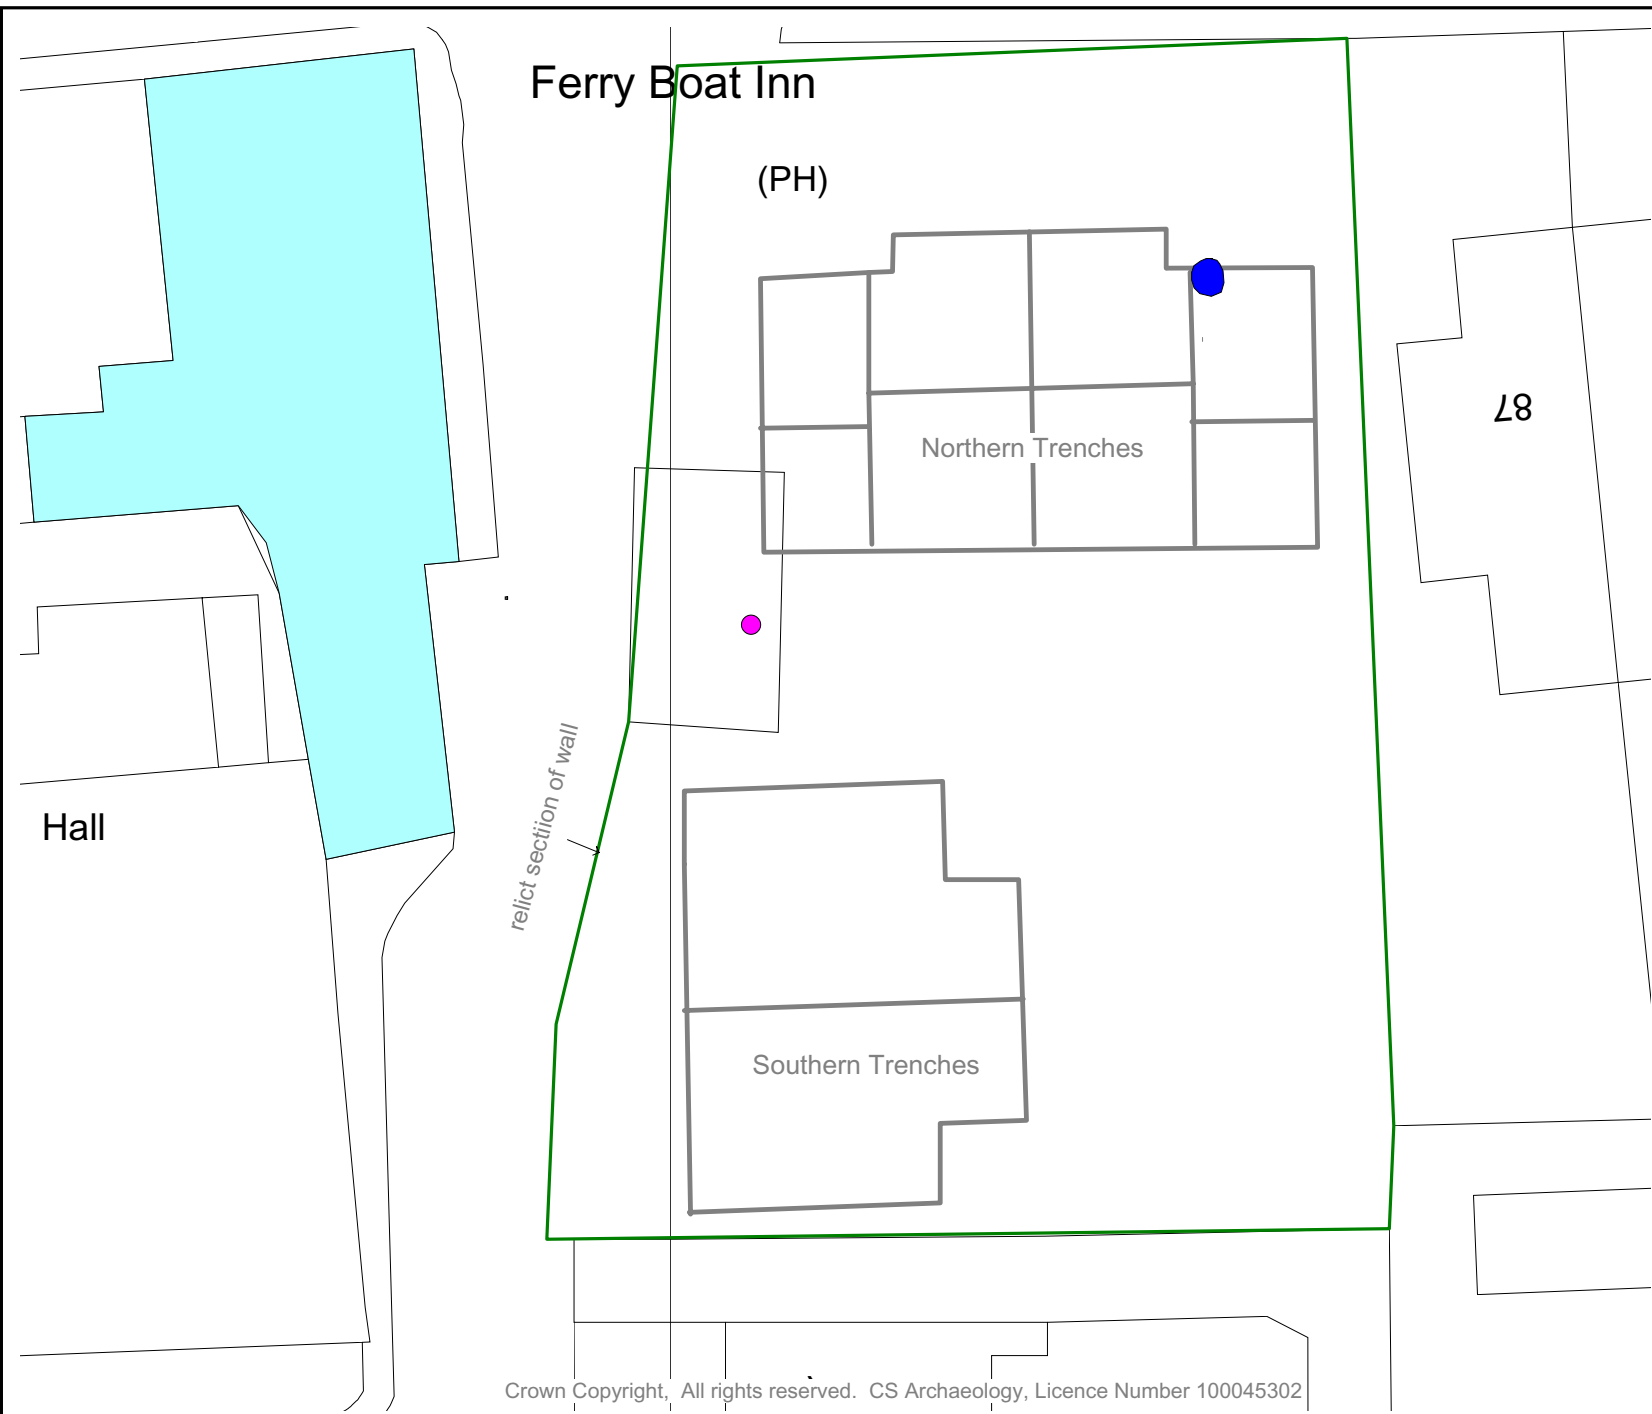 Ferry Boat Inn
(PH)
87
Northern Trenches
relict sectiion of wall
Hall
Southern Trenches
Crown Copyright, All rights reserved. CS Archaeology, Licence Number 100045302